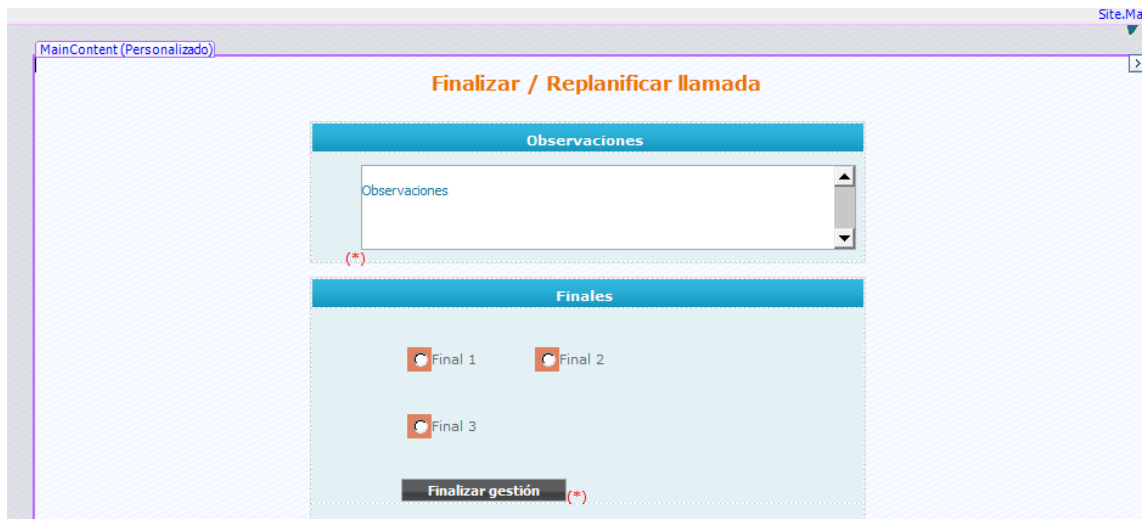 Site.Ma
MainContent (Personalizado)
Finalizar / Replanificar llamada
Observaciones
Observaciones
(*)
Finales
Final 1
Final 2
Final 3
Finalizar gestión
(*)